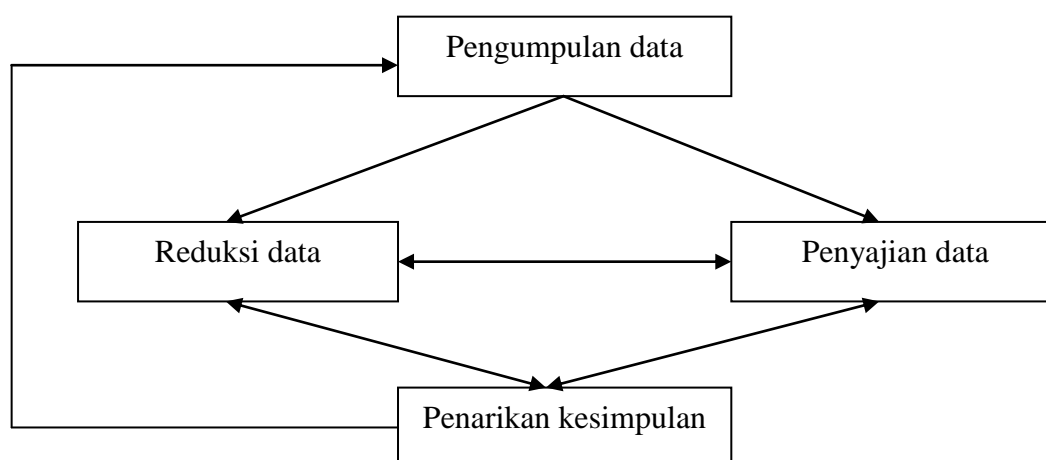 Pengumpulan data
Reduksi data
Penyajian data
Penarikan kesimpulan